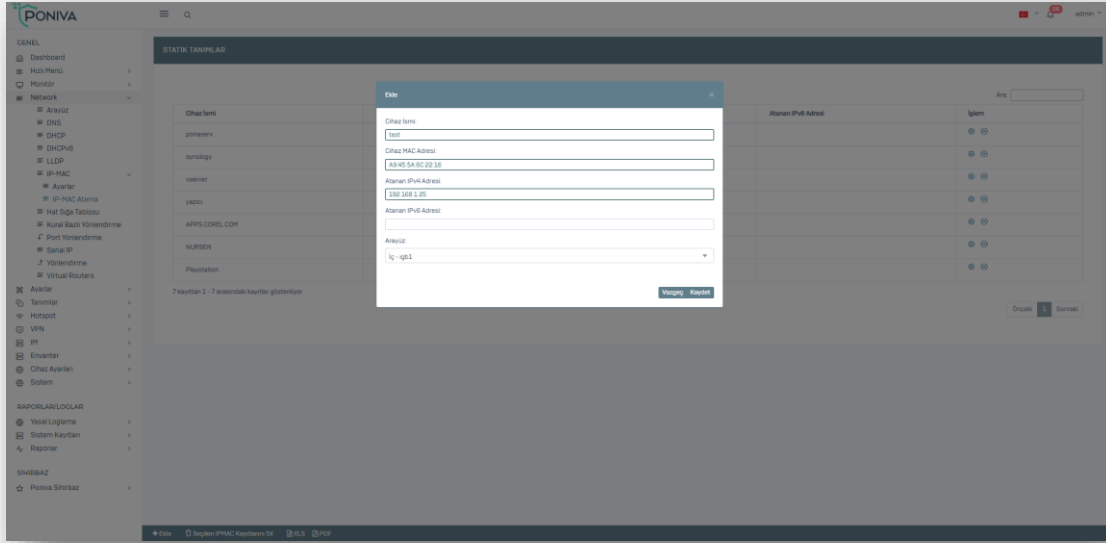 PONIVA
admin
GENEL
Dashboard
Hızlı Menü
Monitör
Network
Arayüz
DNS
DHCP
DHCPv6
LLDP
IP-MAC
Ayarlar
IP-MAC Atama
Hat Sığa Tablosu
Kural Bazlı Yönlendirme
Port Yönlendirme
Sanal IP
Yönlendirme
Virtual Routers
Ayarlar
Tanımlar
Hotspot
VPN
IM
Envanter
Cihaz Ayarları
Sistem
RAPORLAR/LOGLAR
Yasal Loglama
Sistem Kayıtları
Raporlar
SIHIRBAZ
Poniva Sihirbaz
STATİK TANIMLAR
Ara:
Cihaz İsmi
Atanan IPv6 Adresi
İşlem
synology
yazıcı
APPS.COREL.COM
NURSEN
Playstation
7 kayıttan 1 - 7 arasındaki kayıtlar gösteriliyor
Önceki 1 Sonraki
Ekle
Cihaz İsmi:
test
Cihaz MAC Adresi:
A9:45:5A:6C:22:16
Atanan IPv4 Adresi:
192.168.1.25
Atanan IPv6 Adresi:
Arayüz:
İç - igb1
Vazgeç Kaydet
+ Ekle Seçilen IPMAC Kayıtlarını Sil XLS PDF